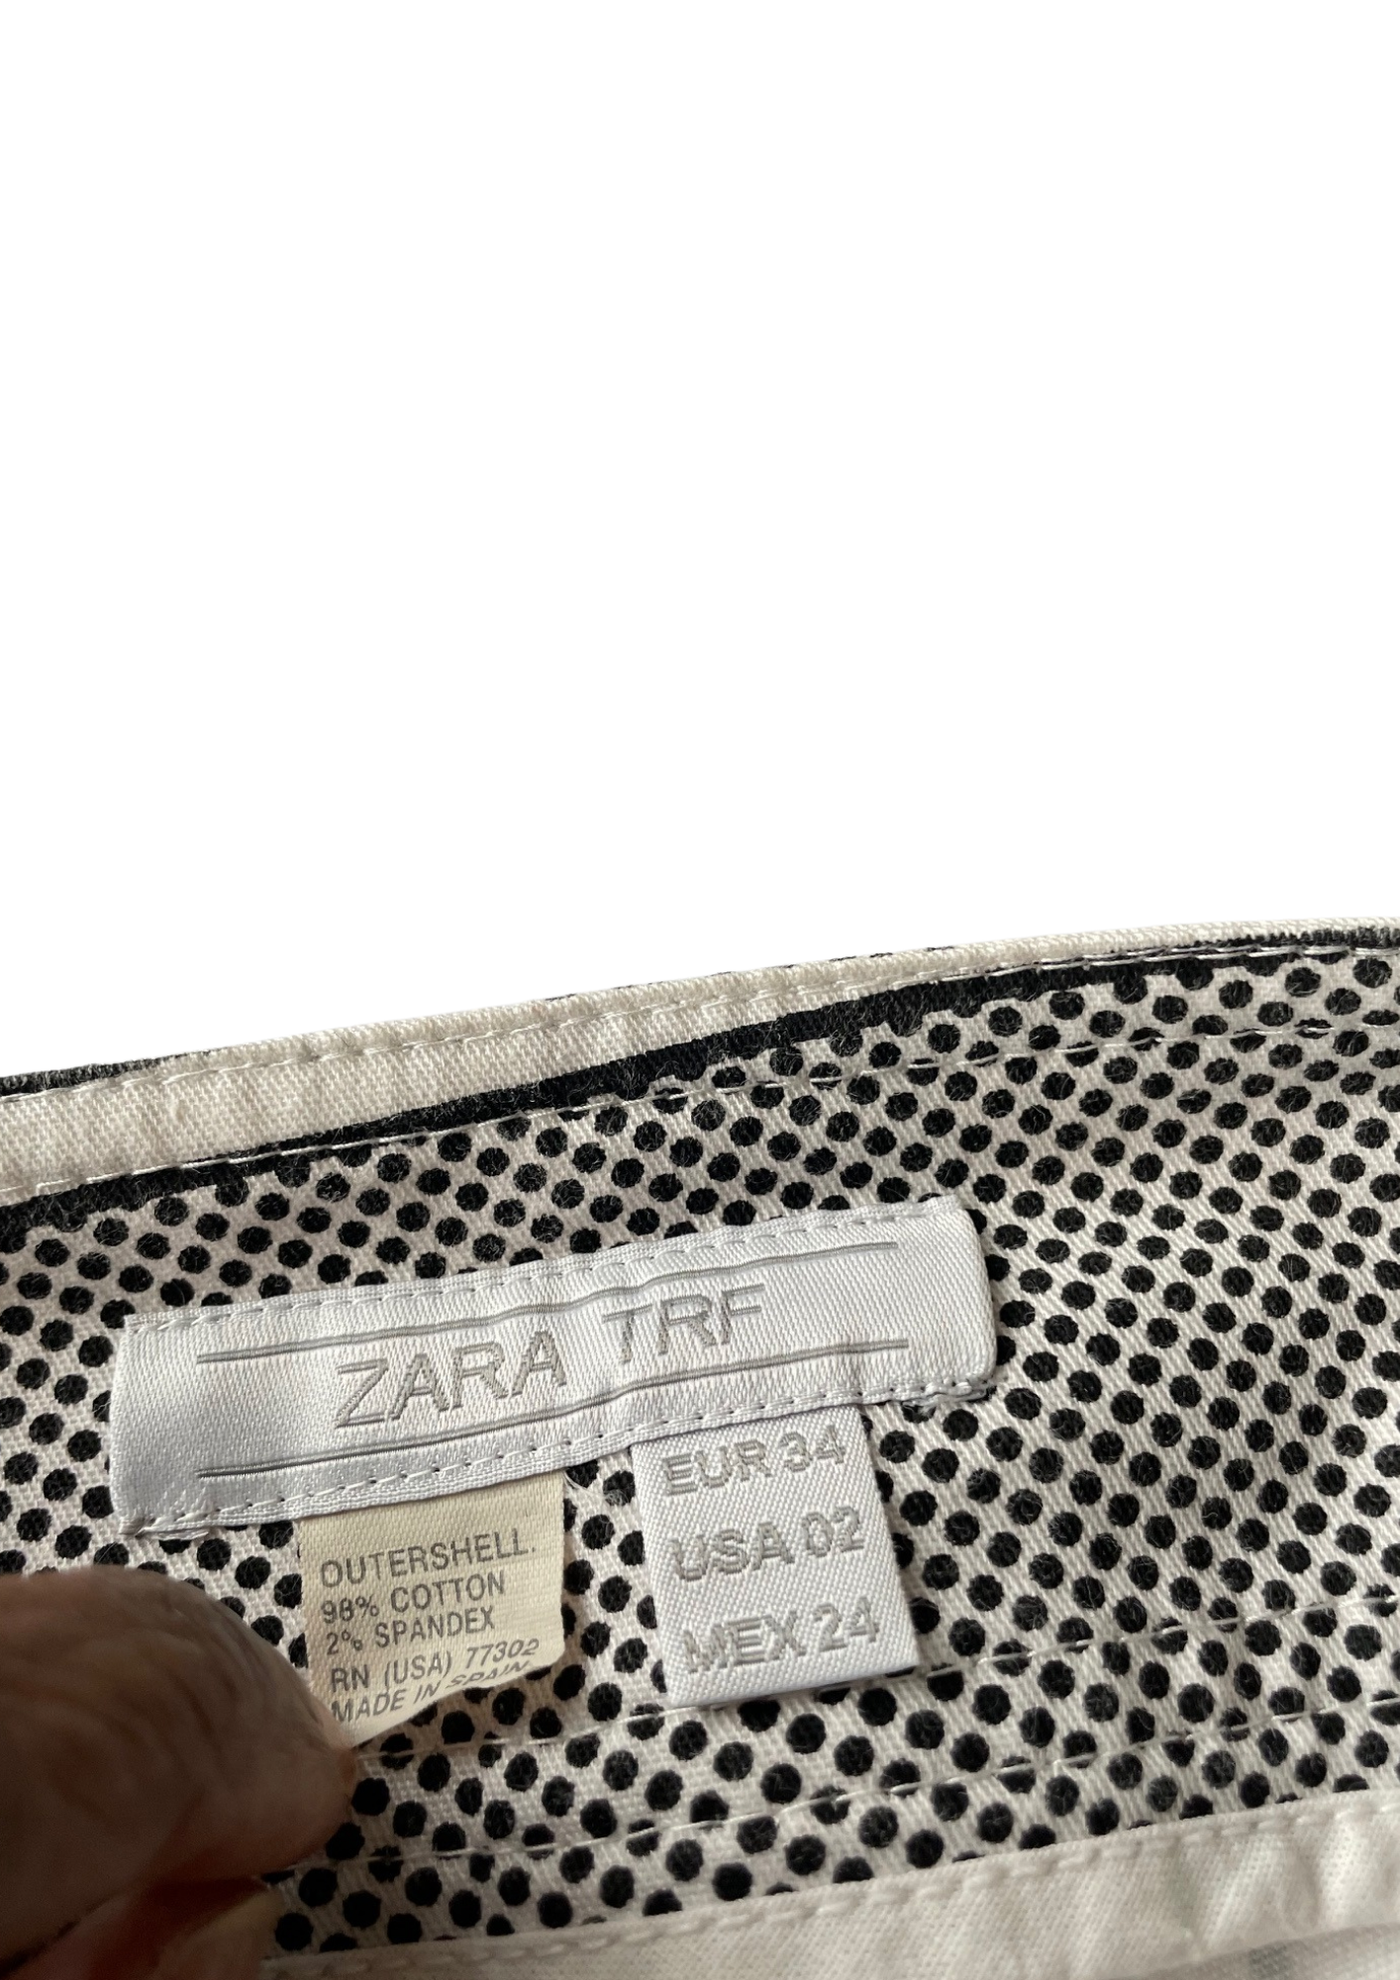 ZARA TRF
OUTERSHELL.
98% COTTON
2% SPANDEX
RN (USA) 77302
MADE IN SPAIN
EUR 34
USA 02
MEX 24